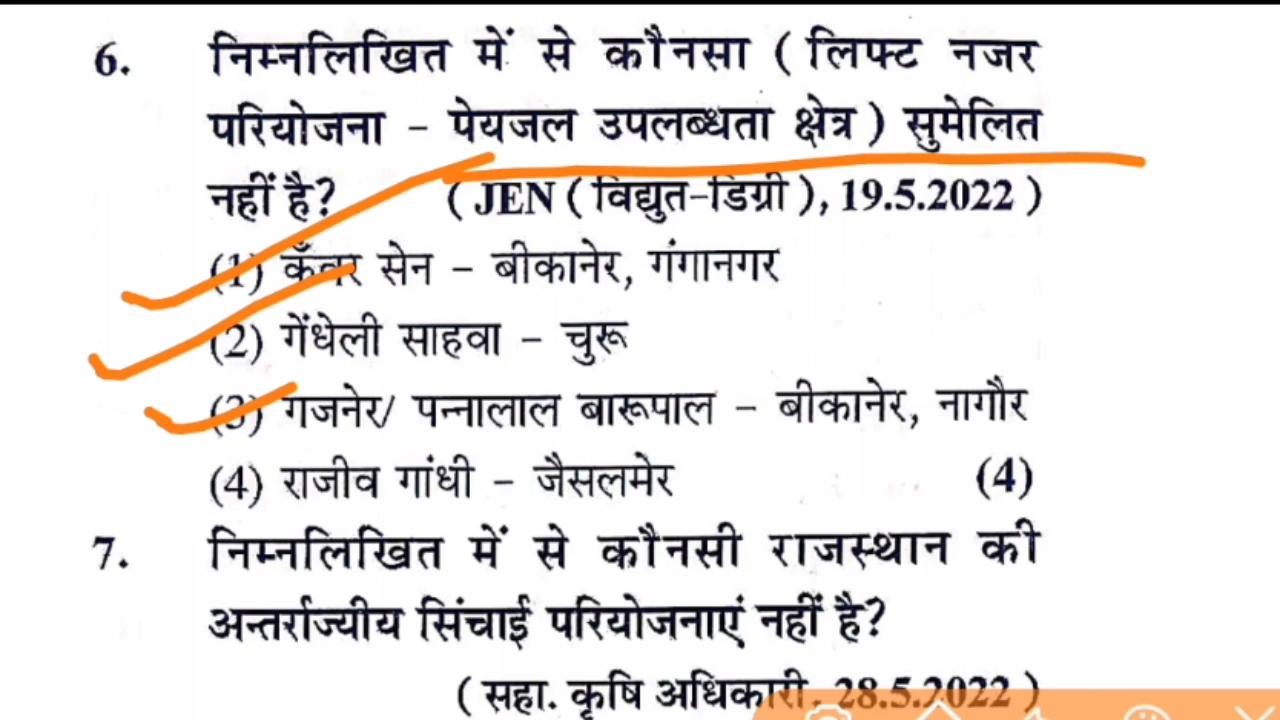 6. निम्नलिखित में से कौनसा ( लिफ्ट नजर
परियोजना - पेयजल उपलब्धता क्षेत्र ) सुमेलित
नहीं है? ( JEN ( विद्युत-डिग्री ), 19.5.2022 )
(1) कँवर सेन - बीकानेर, गंगानगर
(2) गेंधेली साहवा - चुरू
(3) गजनेर/ पन्नालाल बारूपाल - बीकानेर, नागौर
(4) राजीव गांधी - जैसलमेर (4)
7. निम्नलिखित में से कौनसी राजस्थान की
अन्तर्राज्यीय सिंचाई परियोजनाएं नहीं है?
( सहा. कृषि अधिकारी, 28.5.2022 )